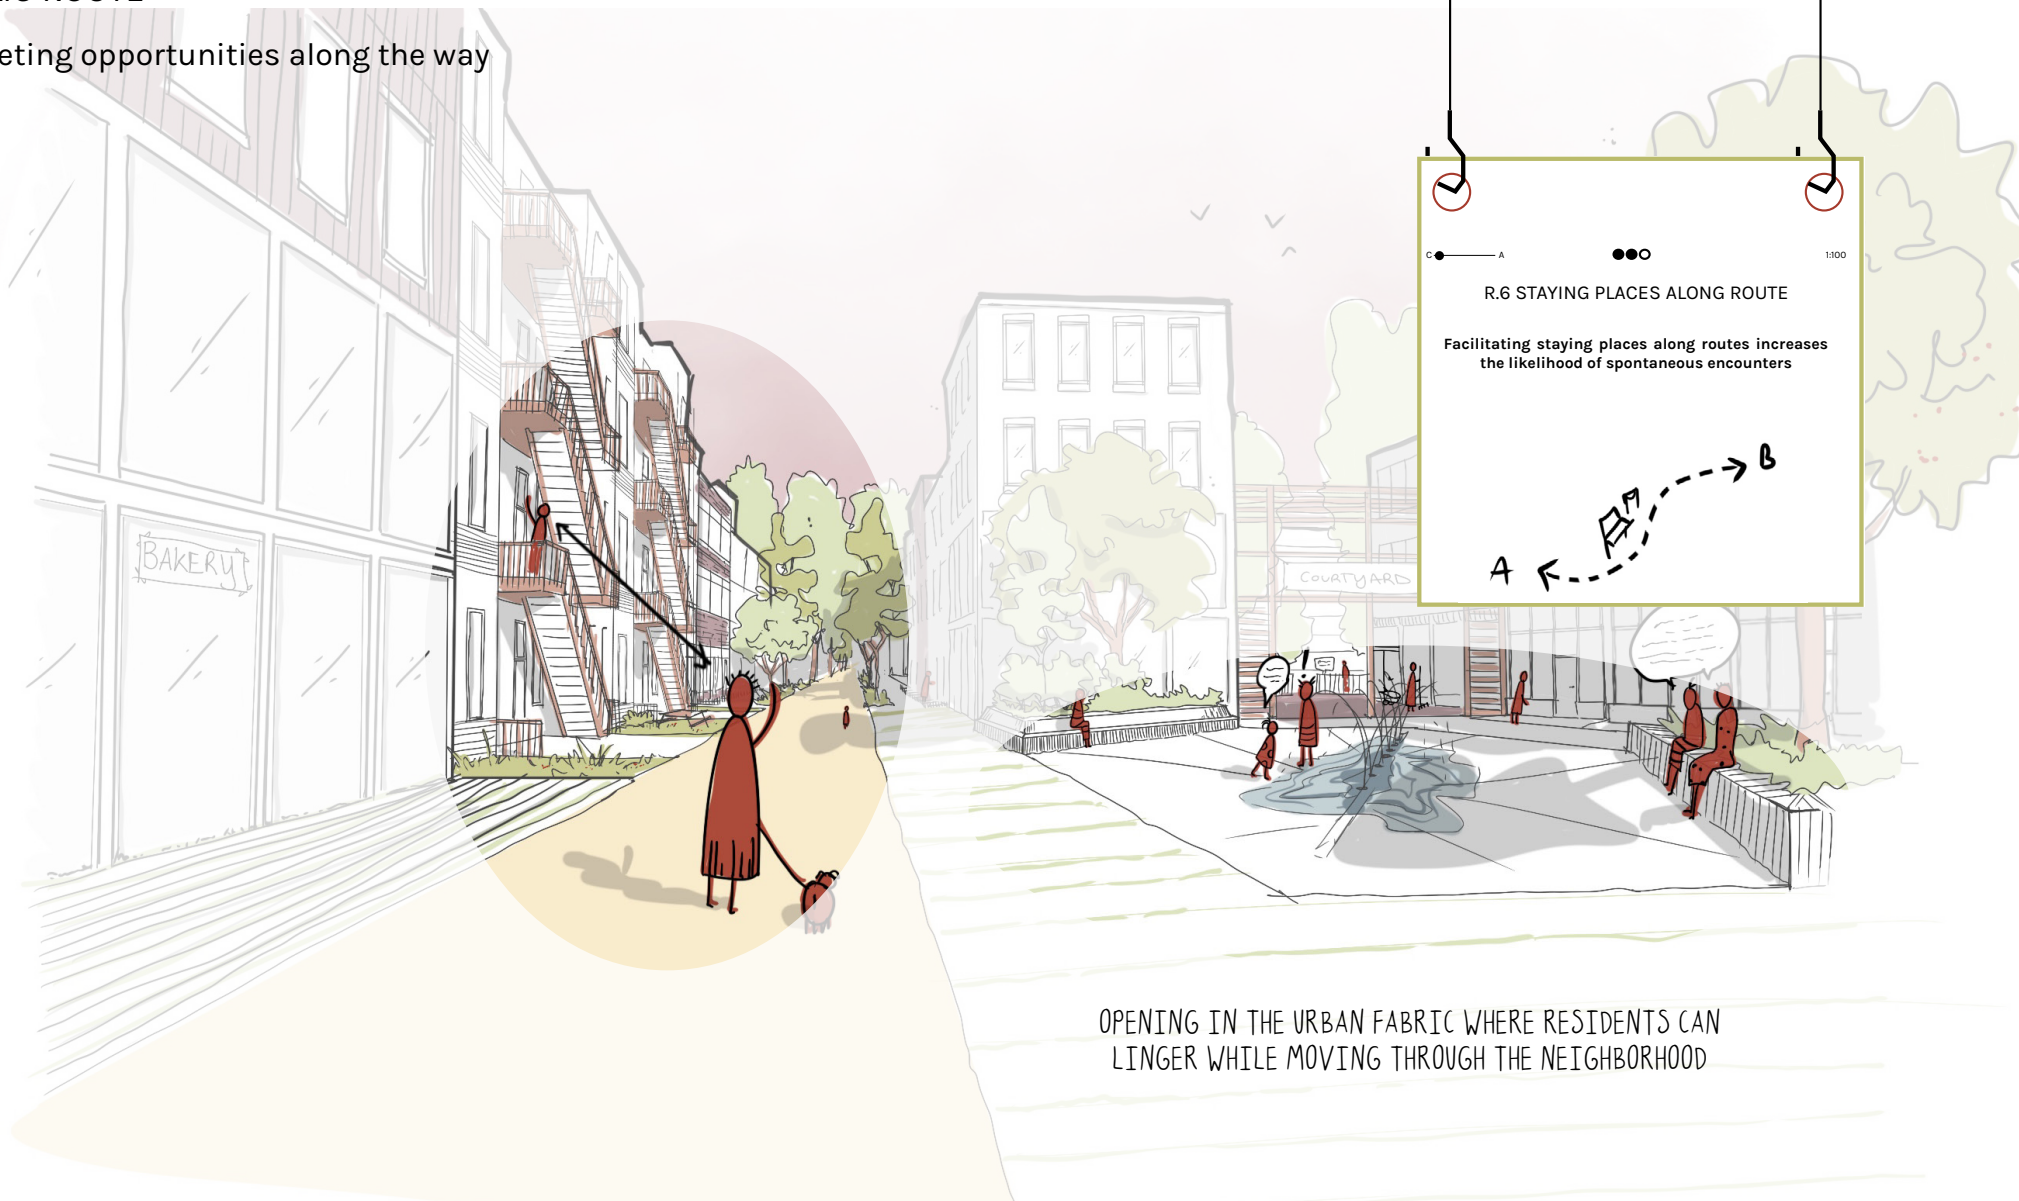 ROUTE
eting opportunities along the way
C
A
1:100
R.6 STAYING PLACES ALONG ROUTE
Facilitating staying places along routes increases
the likelihood of spontaneous encounters
B
A
BAKERY
COURTYARD
OPENING IN THE URBAN FABRIC WHERE RESIDENTS CAN
LINGER WHILE MOVING THROUGH THE NEIGHBORHOOD